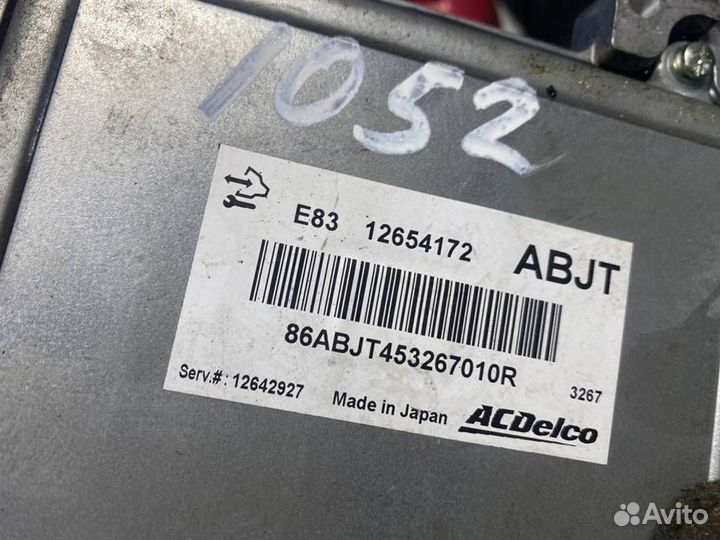 1052
E83 12654172 ABJT
86ABJT453267010R
3267
Serv.#: 12642927 Made in Japan ACDelco
Avito